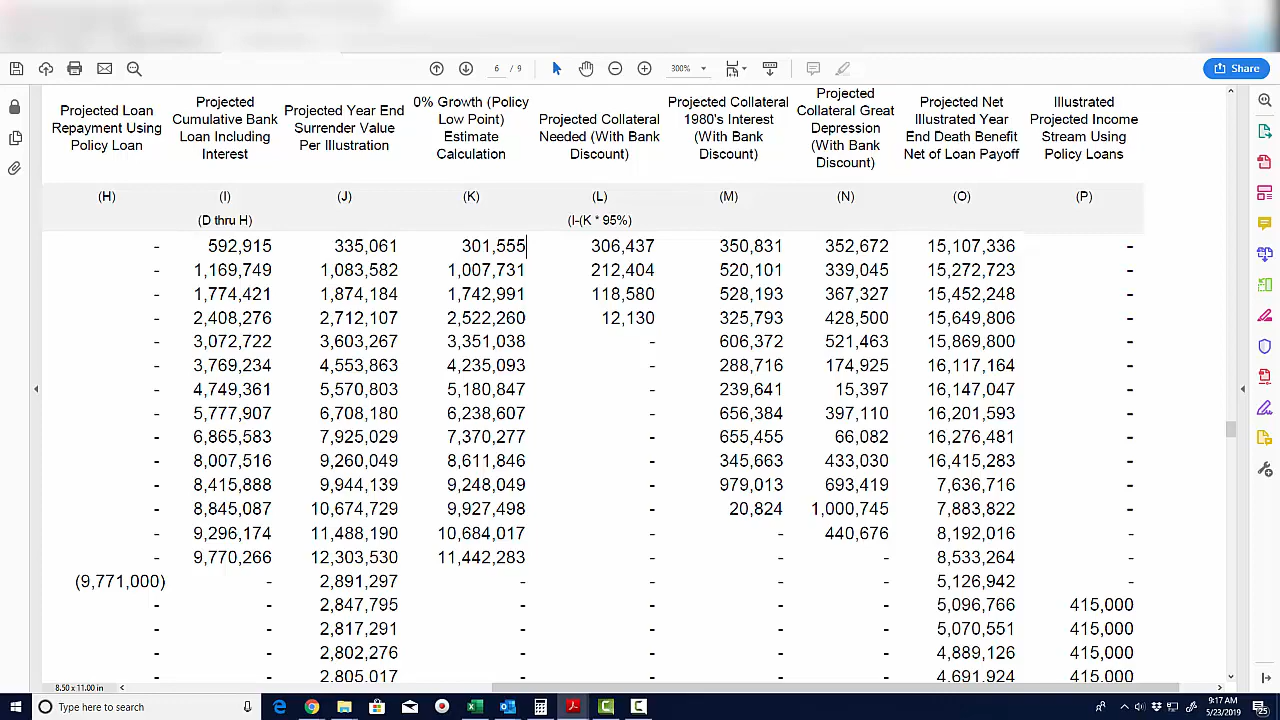 6 / 9
300%
Share
Projected Loan Repayment Using Policy Loan
Projected Cumulative Bank Loan Including Interest
Projected Year End Surrender Value Per Illustration
0% Growth (Policy Low Point) Estimate Calculation
Projected Collateral Needed (With Bank Discount)
Projected Collateral 1980's Interest (With Bank Discount)
Projected Collateral Great Depression (With Bank Discount)
Projected Net Illustrated Year End Death Benefit Net of Loan Payoff
Illustrated Projected Income Stream Using Policy Loans
(H) (I) (J) (K) (L) (M) (N) (O) (P)
(D thru H) (I-(K * 95%)
- 592,915 335,061 301,555 306,437 350,831 352,672 15,107,336 -
- 1,169,749 1,083,582 1,007,731 212,404 520,101 339,045 15,272,723 -
- 1,774,421 1,874,184 1,742,991 118,580 528,193 367,327 15,452,248 -
- 2,408,276 2,712,107 2,522,260 12,130 325,793 428,500 15,649,806 -
- 3,072,722 3,603,267 3,351,038 - 606,372 521,463 15,869,800 -
- 3,769,234 4,553,863 4,235,093 - 288,716 174,925 16,117,164 -
- 4,749,361 5,570,803 5,180,847 - 239,641 15,397 16,147,047 -
- 5,777,907 6,708,180 6,238,607 - 656,384 397,110 16,201,593 -
- 6,865,583 7,925,029 7,370,277 - 655,455 66,082 16,276,481 -
- 8,007,516 9,260,049 8,611,846 - 345,663 433,030 16,415,283 -
- 8,415,888 9,944,139 9,248,049 - 979,013 693,419 7,636,716 -
- 8,845,087 10,674,729 9,927,498 - 20,824 1,000,745 7,883,822 -
- 9,296,174 11,488,190 10,684,017 - - 440,676 8,192,016 -
- 9,770,266 12,303,530 11,442,283 - - - 8,533,264 -
(9,771,000) - 2,891,297 - - - - 5,126,942 -
- - 2,847,795 - - - - 5,096,766 415,000
- - 2,817,291 - - - - 5,070,551 415,000
- - 2,802,276 - - - - 4,889,126 415,000
- - 2,805,017 - - - - 4,691,924 415,000
8.50 x 11.00 in
Type here to search
9:17 AM
5/23/2019